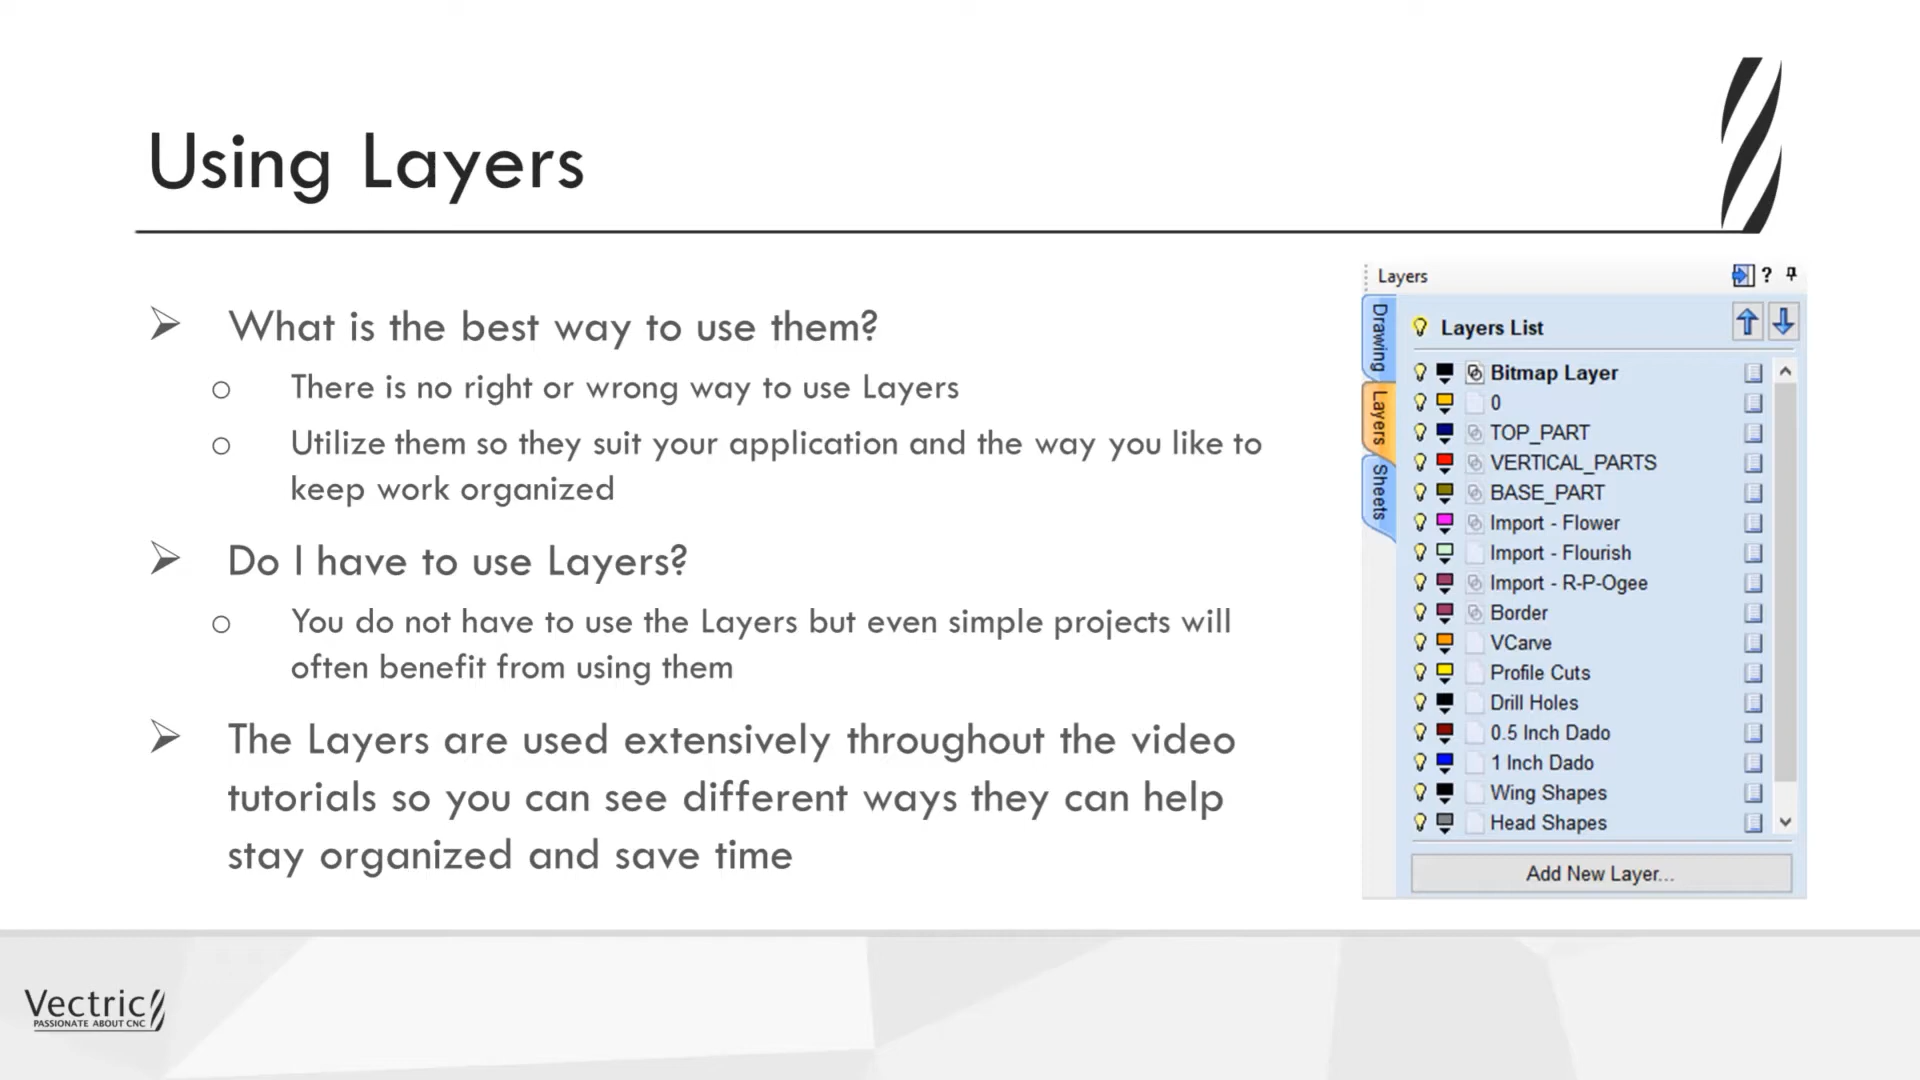 Using Layers
What is the best way to use them?
There is no right or wrong way to use Layers
Utilize them so they suit your application and the way you like to
keep work organized
Do I have to use Layers?
You do not have to use the Layers but even simple projects will
often benefit from using them
The Layers are used extensively throughout the video
tutorials so you can see different ways they can help
stay organized and save time
Layers
?
Drawing
Layers
Sheets
Layers List
Bitmap Layer
0
TOP_PART
VERTICAL_PARTS
BASE_PART
Import - Flower
Import - Flourish
Import - R-P-Ogee
Border
VCarve
Profile Cuts
Drill Holes
0.5 Inch Dado
1 Inch Dado
Wing Shapes
Head Shapes
Add New Layer...
Vectric
PASSIONATE ABOUT CNC